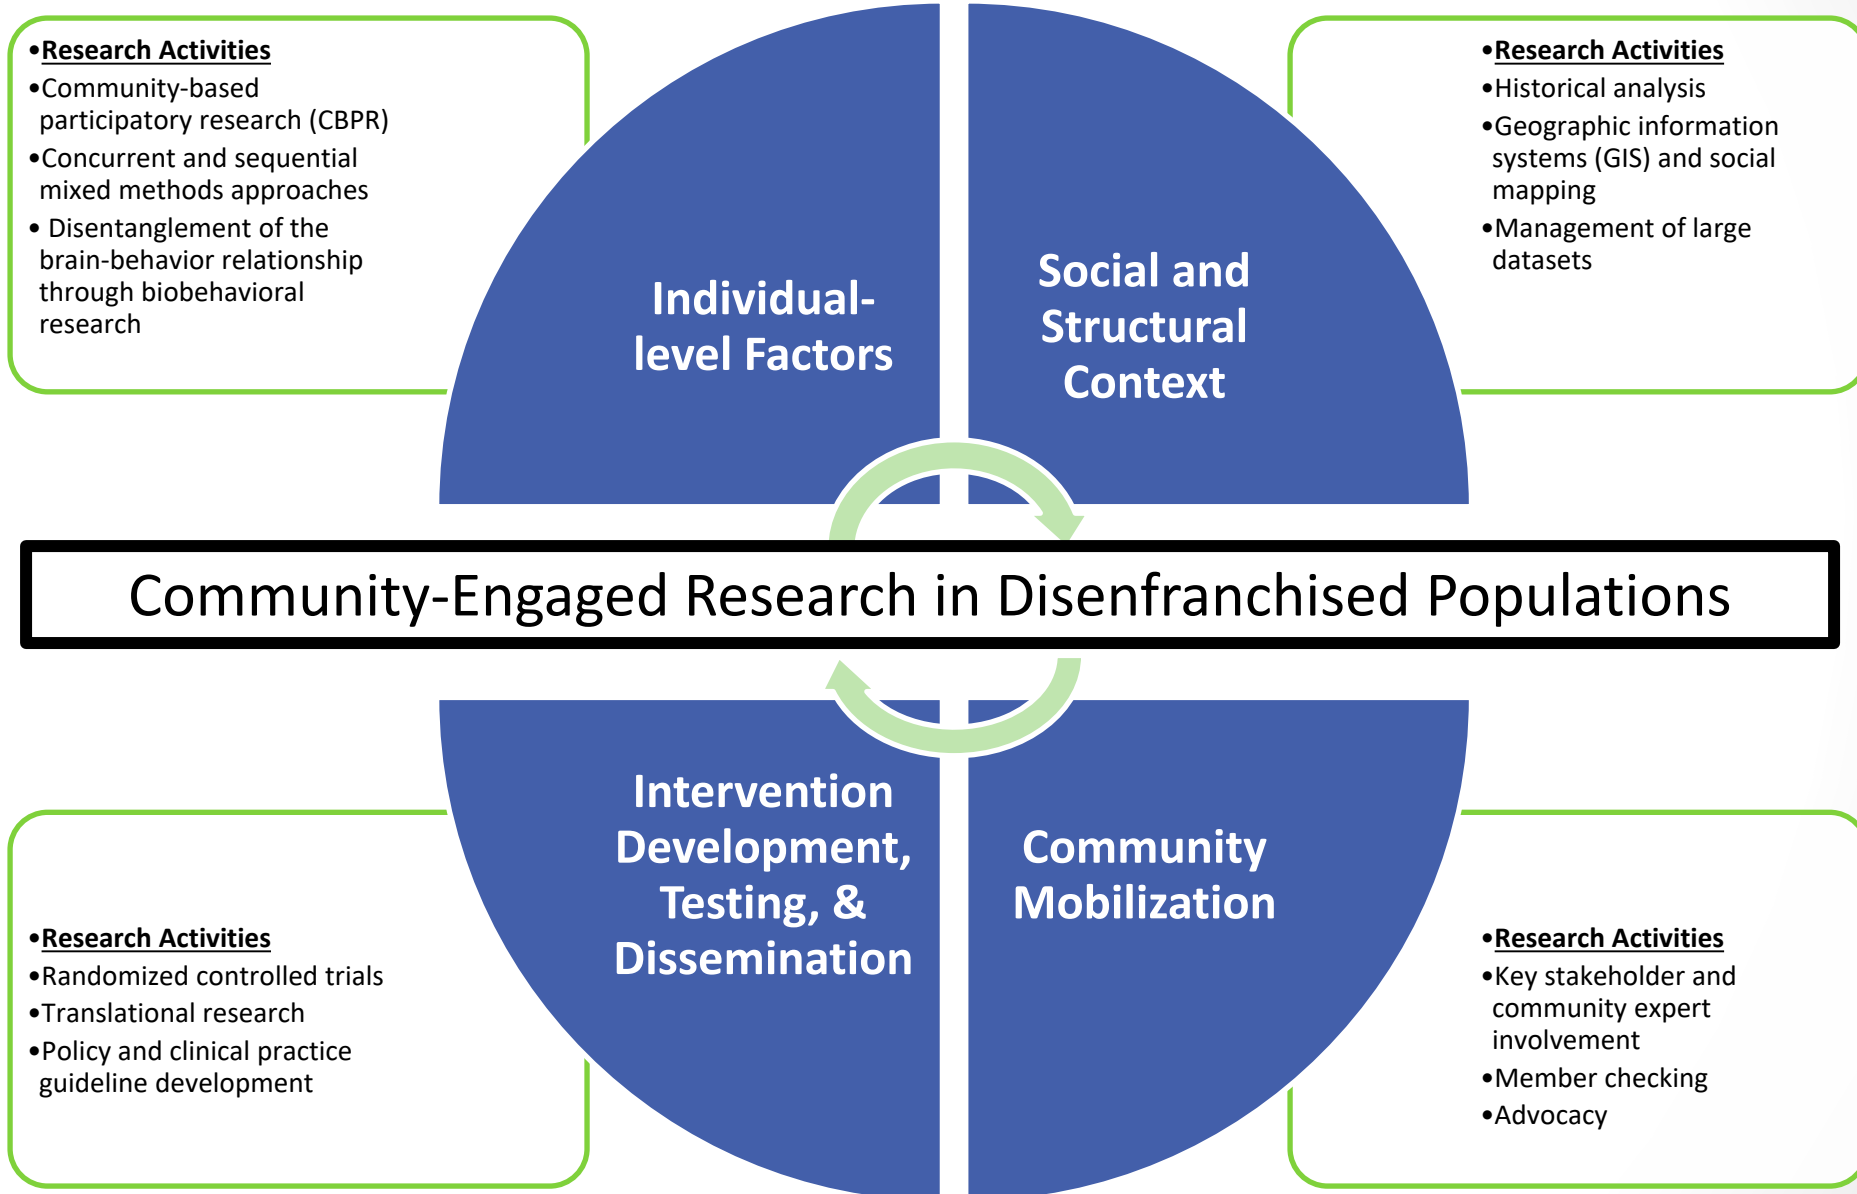 •Research Activities
•Community-based
participatory research (CBPR)
•Concurrent and sequential
mixed methods approaches
• Disentanglement of the
brain-behavior relationship
through biobehavioral
research
Individual-
level Factors
Social and
Structural
Context
•Research Activities
•Historical analysis
•Geographic information
systems (GIS) and social
mapping
•Management of large
datasets
Community-Engaged Research in Disenfranchised Populations
•Research Activities
•Randomized controlled trials
•Translational research
•Policy and clinical practice
guideline development
Intervention
Development,
Testing, &
Dissemination
Community
Mobilization
•Research Activities
•Key stakeholder and
community expert
involvement
•Member checking
•Advocacy